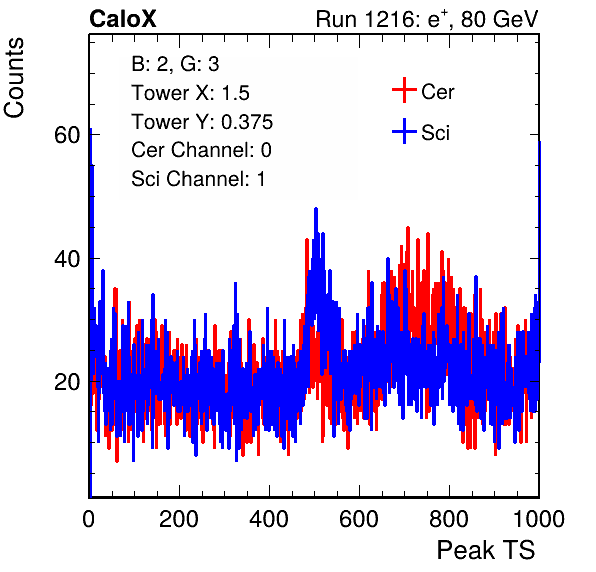 CaloX Run 1216: e⁺, 80 GeV
Counts
B: 2, G: 3
Tower X: 1.5
Tower Y: 0.375
Cer Channel: 0
Sci Channel: 1
Cer
Sci
60
40
20
0 200 400 600 800 1000
Peak TS